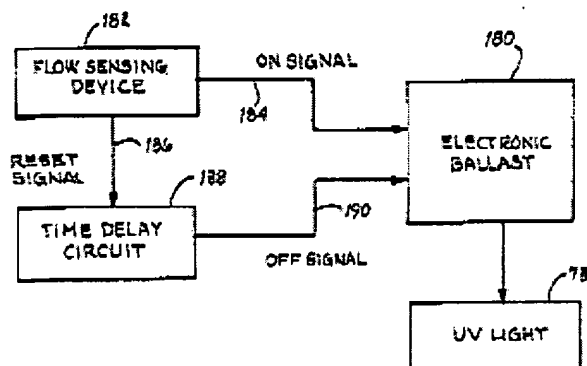 182
FLOW SENSING
DEVICE
ON SIGNAL
184
180
ELECTRONIC
BALLAST
186
RESET
SIGNAL
188
TIME DELAY
CIRCUIT
190
OFF SIGNAL
78
UV LIGHT